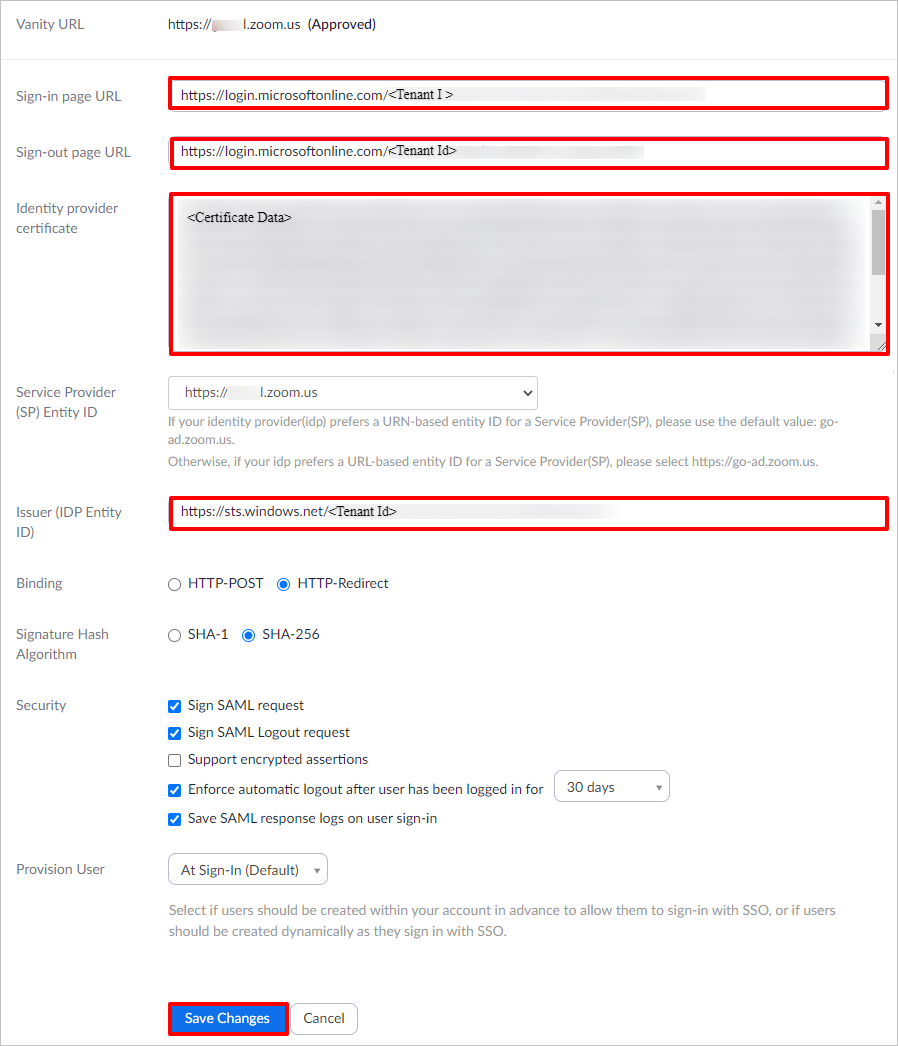 Vanity URL https:// l.zoom.us (Approved)
Sign-in page URL https://login.microsoftonline.com/<Tenant I >
Sign-out page URL https://login.microsoftonline.com/<Tenant Id>
Identity provider
certificate
<Certificate Data>
Service Provider
(SP) Entity ID
https:// l.zoom.us
If your identity provider(idp) prefers a URN-based entity ID for a Service Provider(SP), please use the default value: go-
ad.zoom.us.
Otherwise, if your idp prefers a URL-based entity ID for a Service Provider(SP), please select https://go-ad.zoom.us.
Issuer (IDP Entity
ID)
https://sts.windows.net/<Tenant Id>
Binding HTTP-POST HTTP-Redirect
Signature Hash
Algorithm
SHA-1 SHA-256
Security Sign SAML request
Sign SAML Logout request
Support encrypted assertions
Enforce automatic logout after user has been logged in for 30 days
Save SAML response logs on user sign-in
Provision User At Sign-In (Default)
Select if users should be created within your account in advance to allow them to sign-in with SSO, or if users
should be created dynamically as they sign in with SSO.
Save Changes Cancel